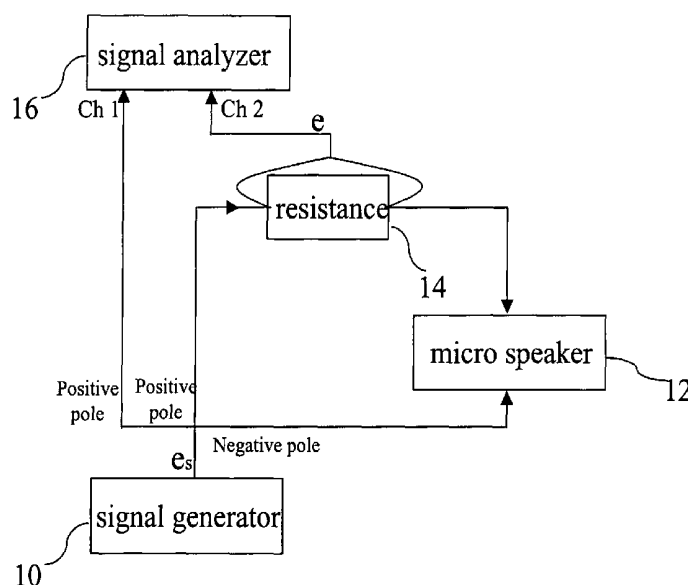 signal analyzer
16
Ch 1
Ch 2
e
resistance
14
micro speaker
12
Positive
pole
Positive
pole
Negative pole
es
signal generator
10